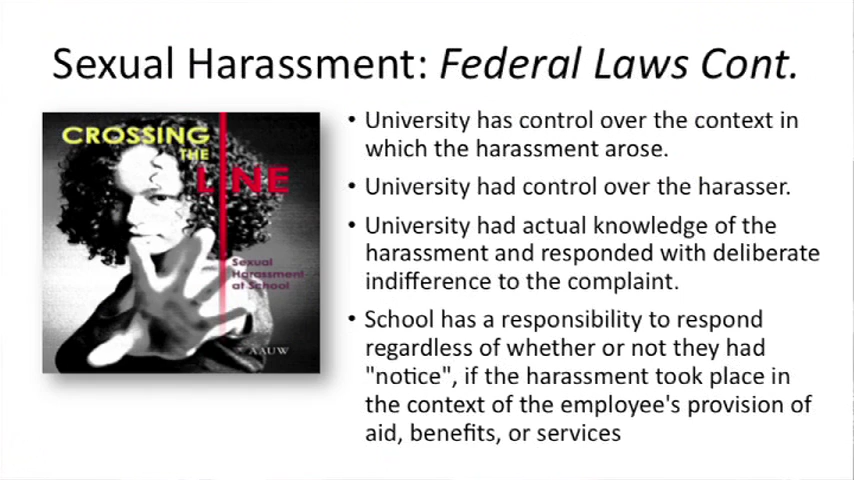 Sexual Harassment: Federal Laws Cont.
CROSSING
THE
LINE
Sexual
Harassment
at School
AAUW
• University has control over the context in
which the harassment arose.
• University had control over the harasser.
• University had actual knowledge of the
harassment and responded with deliberate
indifference to the complaint.
• School has a responsibility to respond
regardless of whether or not they had
"notice", if the harassment took place in
the context of the employee's provision of
aid, benefits, or services